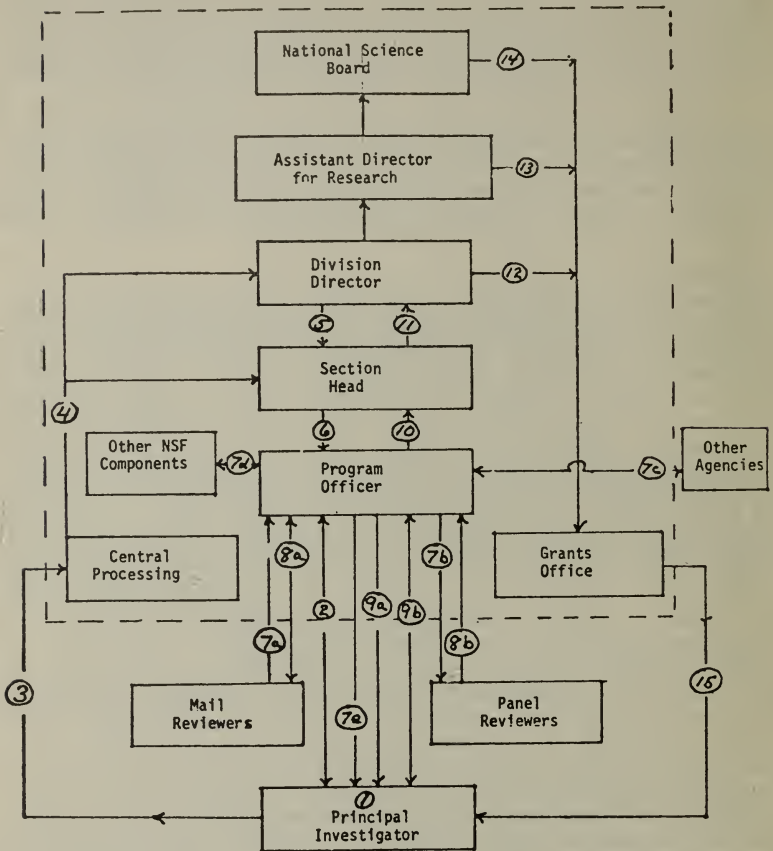 National Science
Board
14
Assistant Director
for Research
13
Division
Director
12
5
11
Section
Head
4
6
10
Other NSF
Components
7d
Program
Officer
7c
Other
Agencies
Central
Processing
8a
7b
Grants
Office
2
9a
9b
7a
8b
3
Mail
Reviewers
7e
Panel
Reviewers
15
1
Principal
Investigator